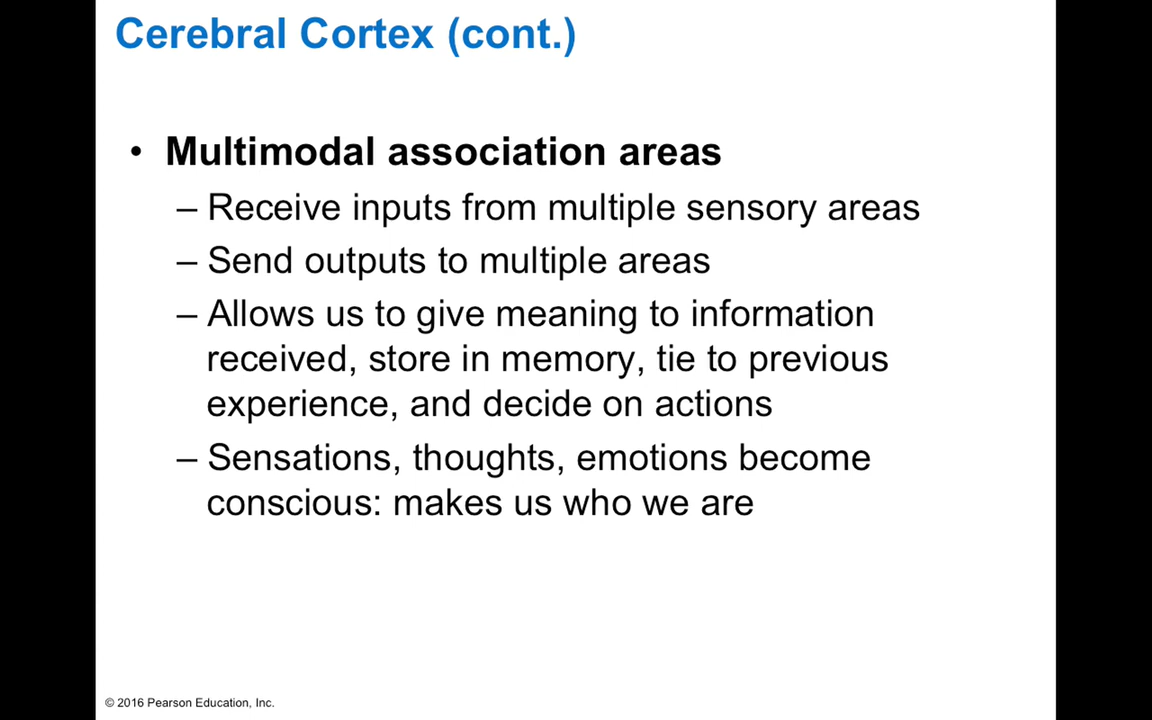 Cerebral Cortex (cont.)
• Multimodal association areas
– Receive inputs from multiple sensory areas
– Send outputs to multiple areas
– Allows us to give meaning to information
received, store in memory, tie to previous
experience, and decide on actions
– Sensations, thoughts, emotions become
conscious: makes us who we are
© 2016 Pearson Education, Inc.